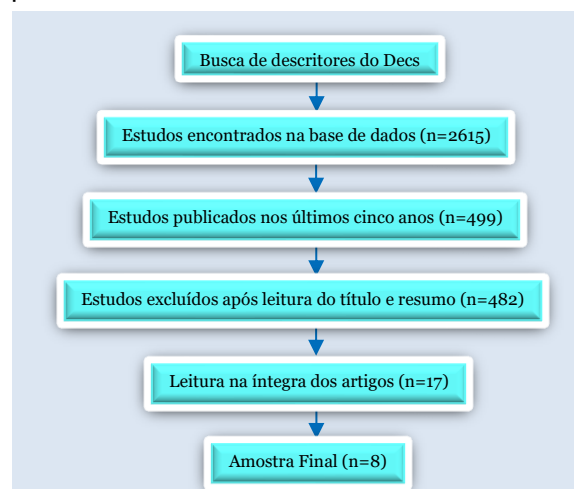 Busca de descritores do Decs
Estudos encontrados na base de dados (n=2615)
Estudos publicados nos últimos cinco anos (n=499)
Estudos excluídos após leitura do título e resumo (n=482)
Leitura na íntegra dos artigos (n=17)
Amostra Final (n=8)